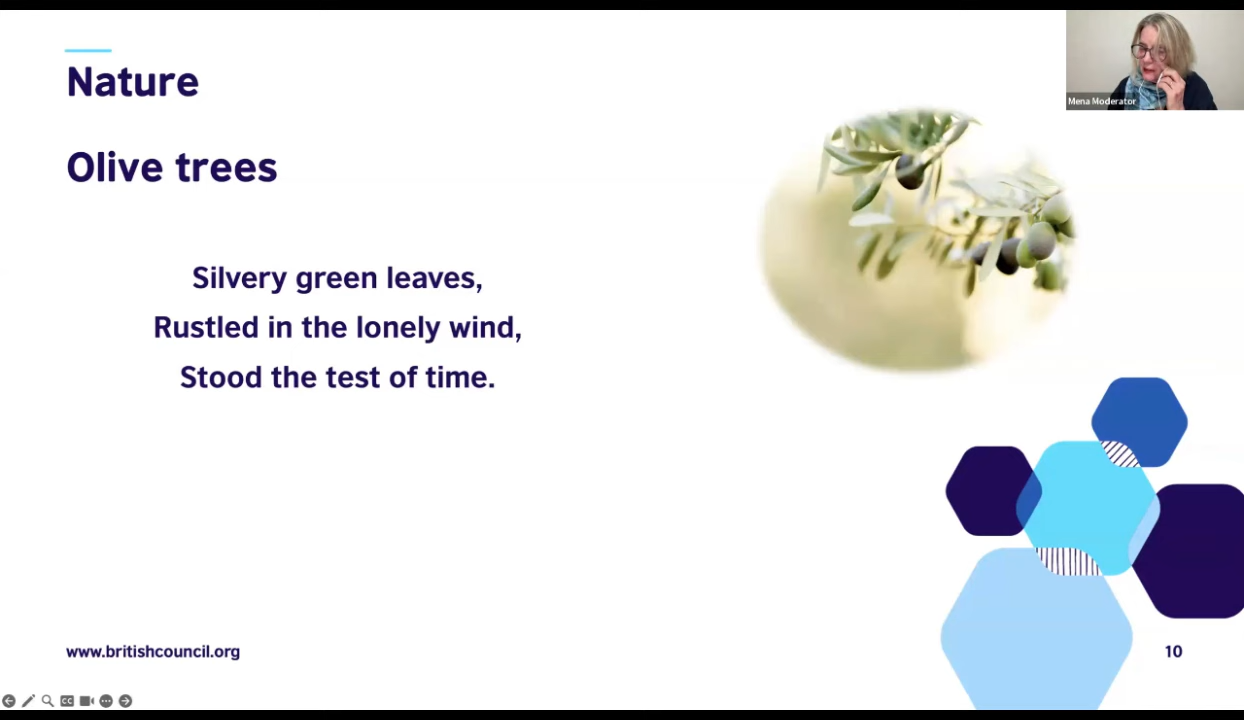 Nature
Mena Moderator
Olive trees
Silvery green leaves,
Rustled in the lonely wind,
Stood the test of time.
www.britishcouncil.org
10
CC